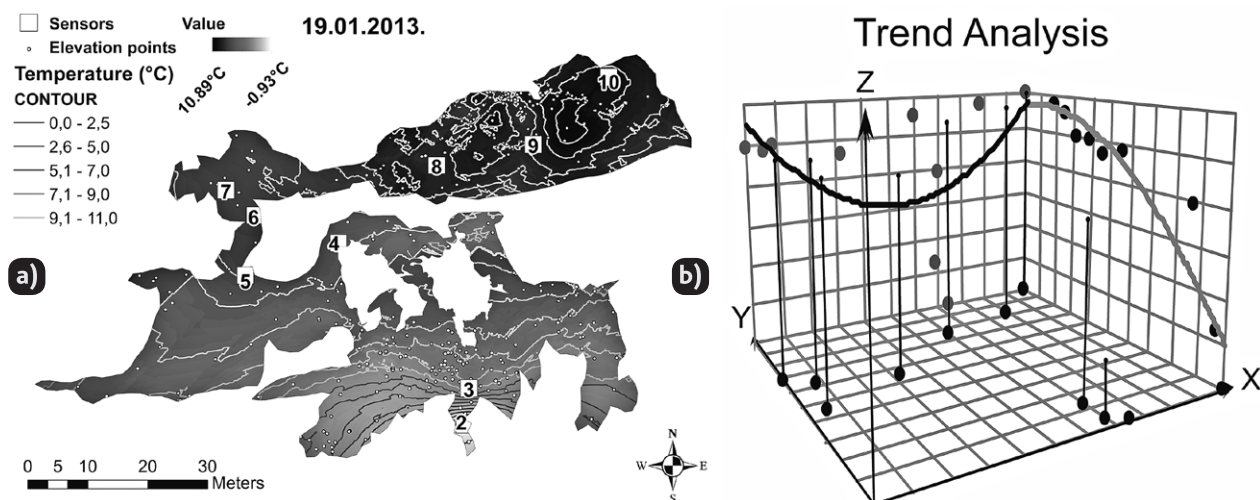 Sensors
Value
19.01.2013.
Elevation points
Temperature (°C)
10.89°C
-0.93°C
CONTOUR
0,0 - 2,5
2,6 - 5,0
5,1 - 7,0
7,1 - 9,0
9,1 - 11,0
10
9
8
7
6
5
4
3
2
a)
0 5 10 20 30
Meters
N
W E
S
b)
Trend Analysis
Z
Y
X